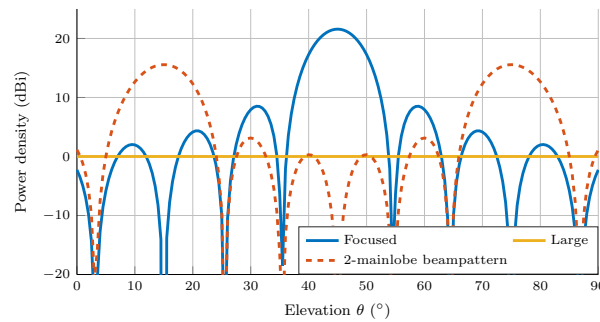 Power density (dBi)
20
10
0
−10
−20
0 10 20 30 40 50 60 70 80 90
Elevation θ (°)
Focused Large
2-mainlobe beampattern